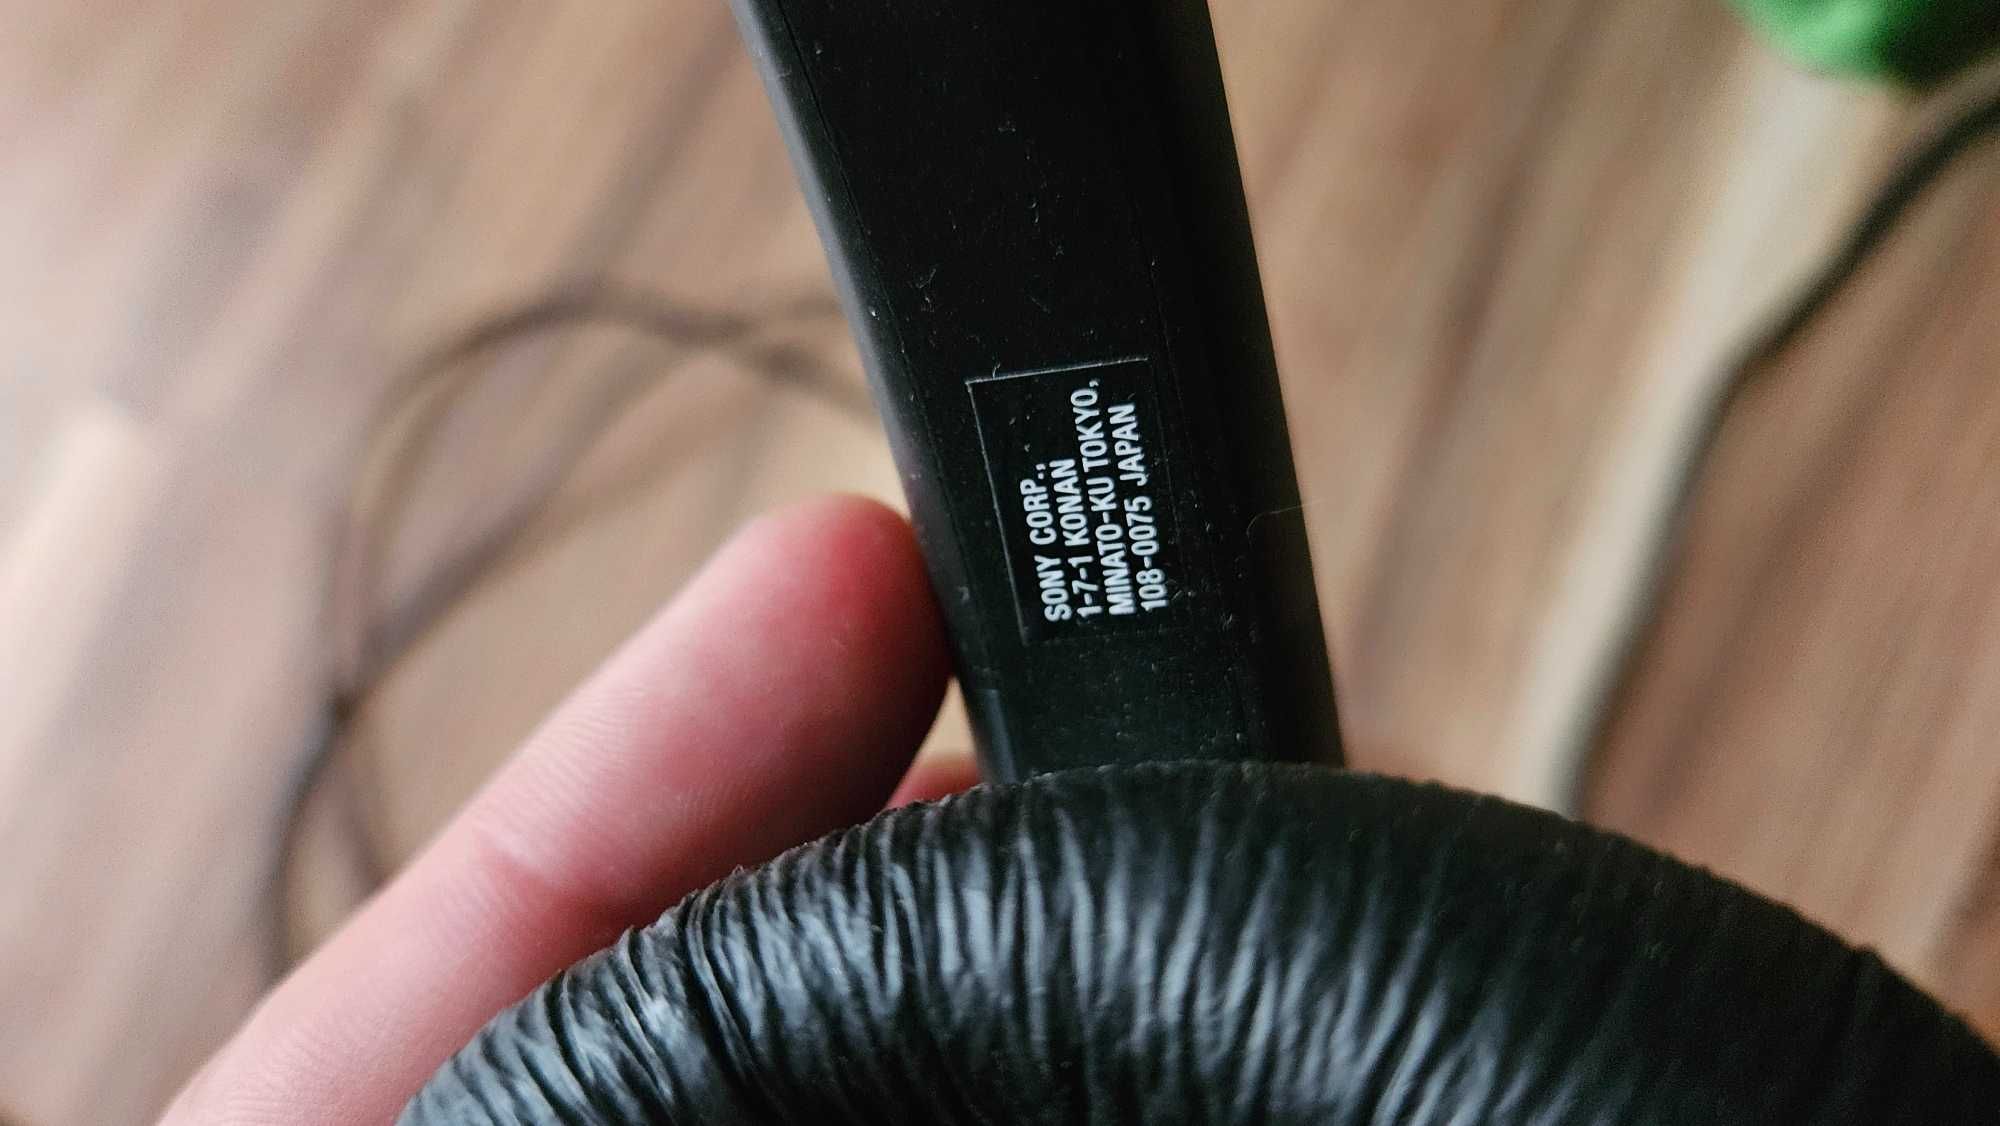 SONY CORP.;
1-7-1 KONAN
MINATO-KU TOKYO,
108-0075 JAPAN